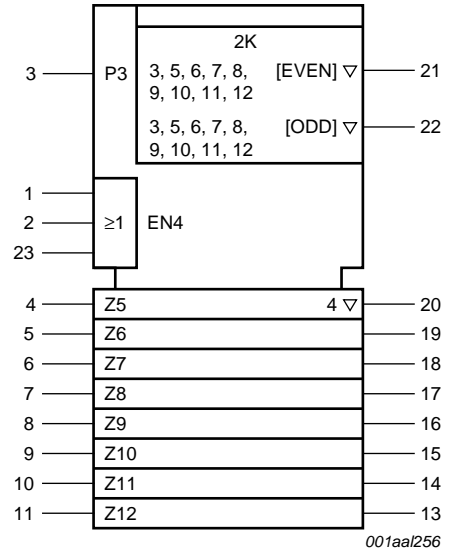 2K
3 P3 3, 5, 6, 7, 8, [EVEN] ▽ 21
9, 10, 11, 12
3, 5, 6, 7, 8, [ODD] ▽ 22
9, 10, 11, 12
1
2 ≥1 EN4
23
4 Z5 4 ▽ 20
5 Z6 19
6 Z7 18
7 Z8 17
8 Z9 16
9 Z10 15
10 Z11 14
11 Z12 13
001aal256